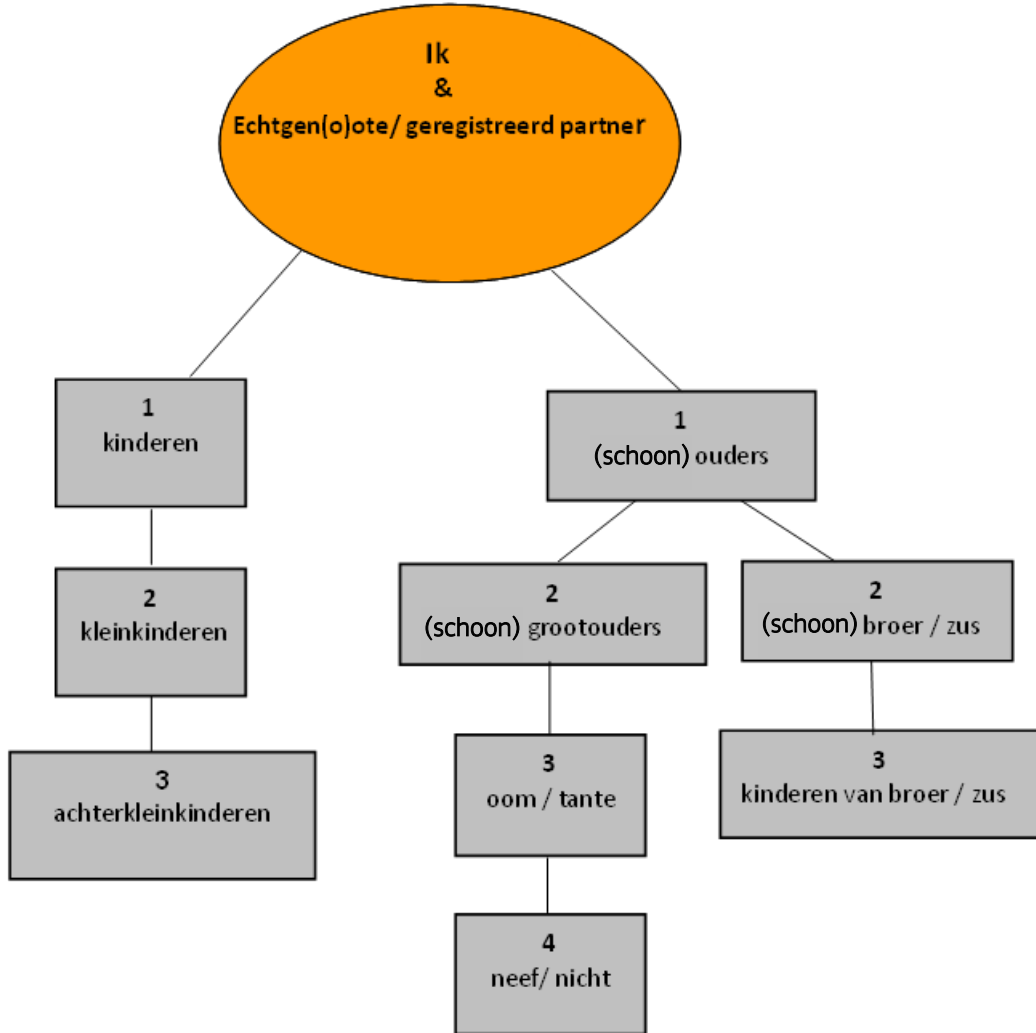 Ik
&
Echtgen(o)ote/ geregistreerd partner
1
kinderen
1
(schoon) ouders
2
kleinkinderen
2
(schoon) grootouders
2
(schoon) broer / zus
3
achterkleinkinderen
3
oom / tante
3
kinderen van broer / zus
4
neef/ nicht